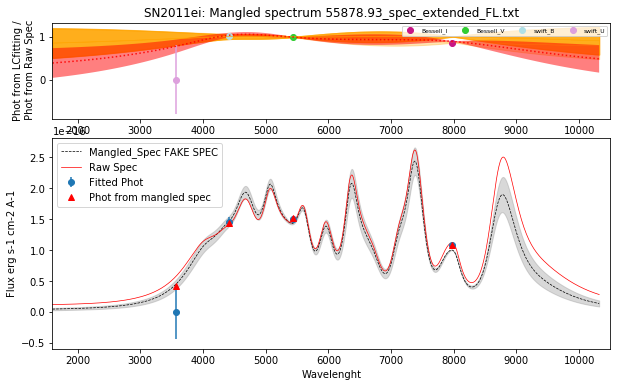 SN2011ei: Mangled spectrum 55878.93_spec_extended_FL.txt
Phot from LCfitting /
Phot from Raw Spec
1
0
Bessell_I
Bessell_V
swift_B
swift_U
2000 3000 4000 5000 6000 7000 8000 9000 10000
1e−16
Flux erg s-1 cm-2 A-1
2.5
2.0
1.5
1.0
0.5
0.0
−0.5
Mangled_Spec FAKE SPEC
Raw Spec
Fitted Phot
Phot from mangled spec
2000 3000 4000 5000 6000 7000 8000 9000 10000
Wavelenght